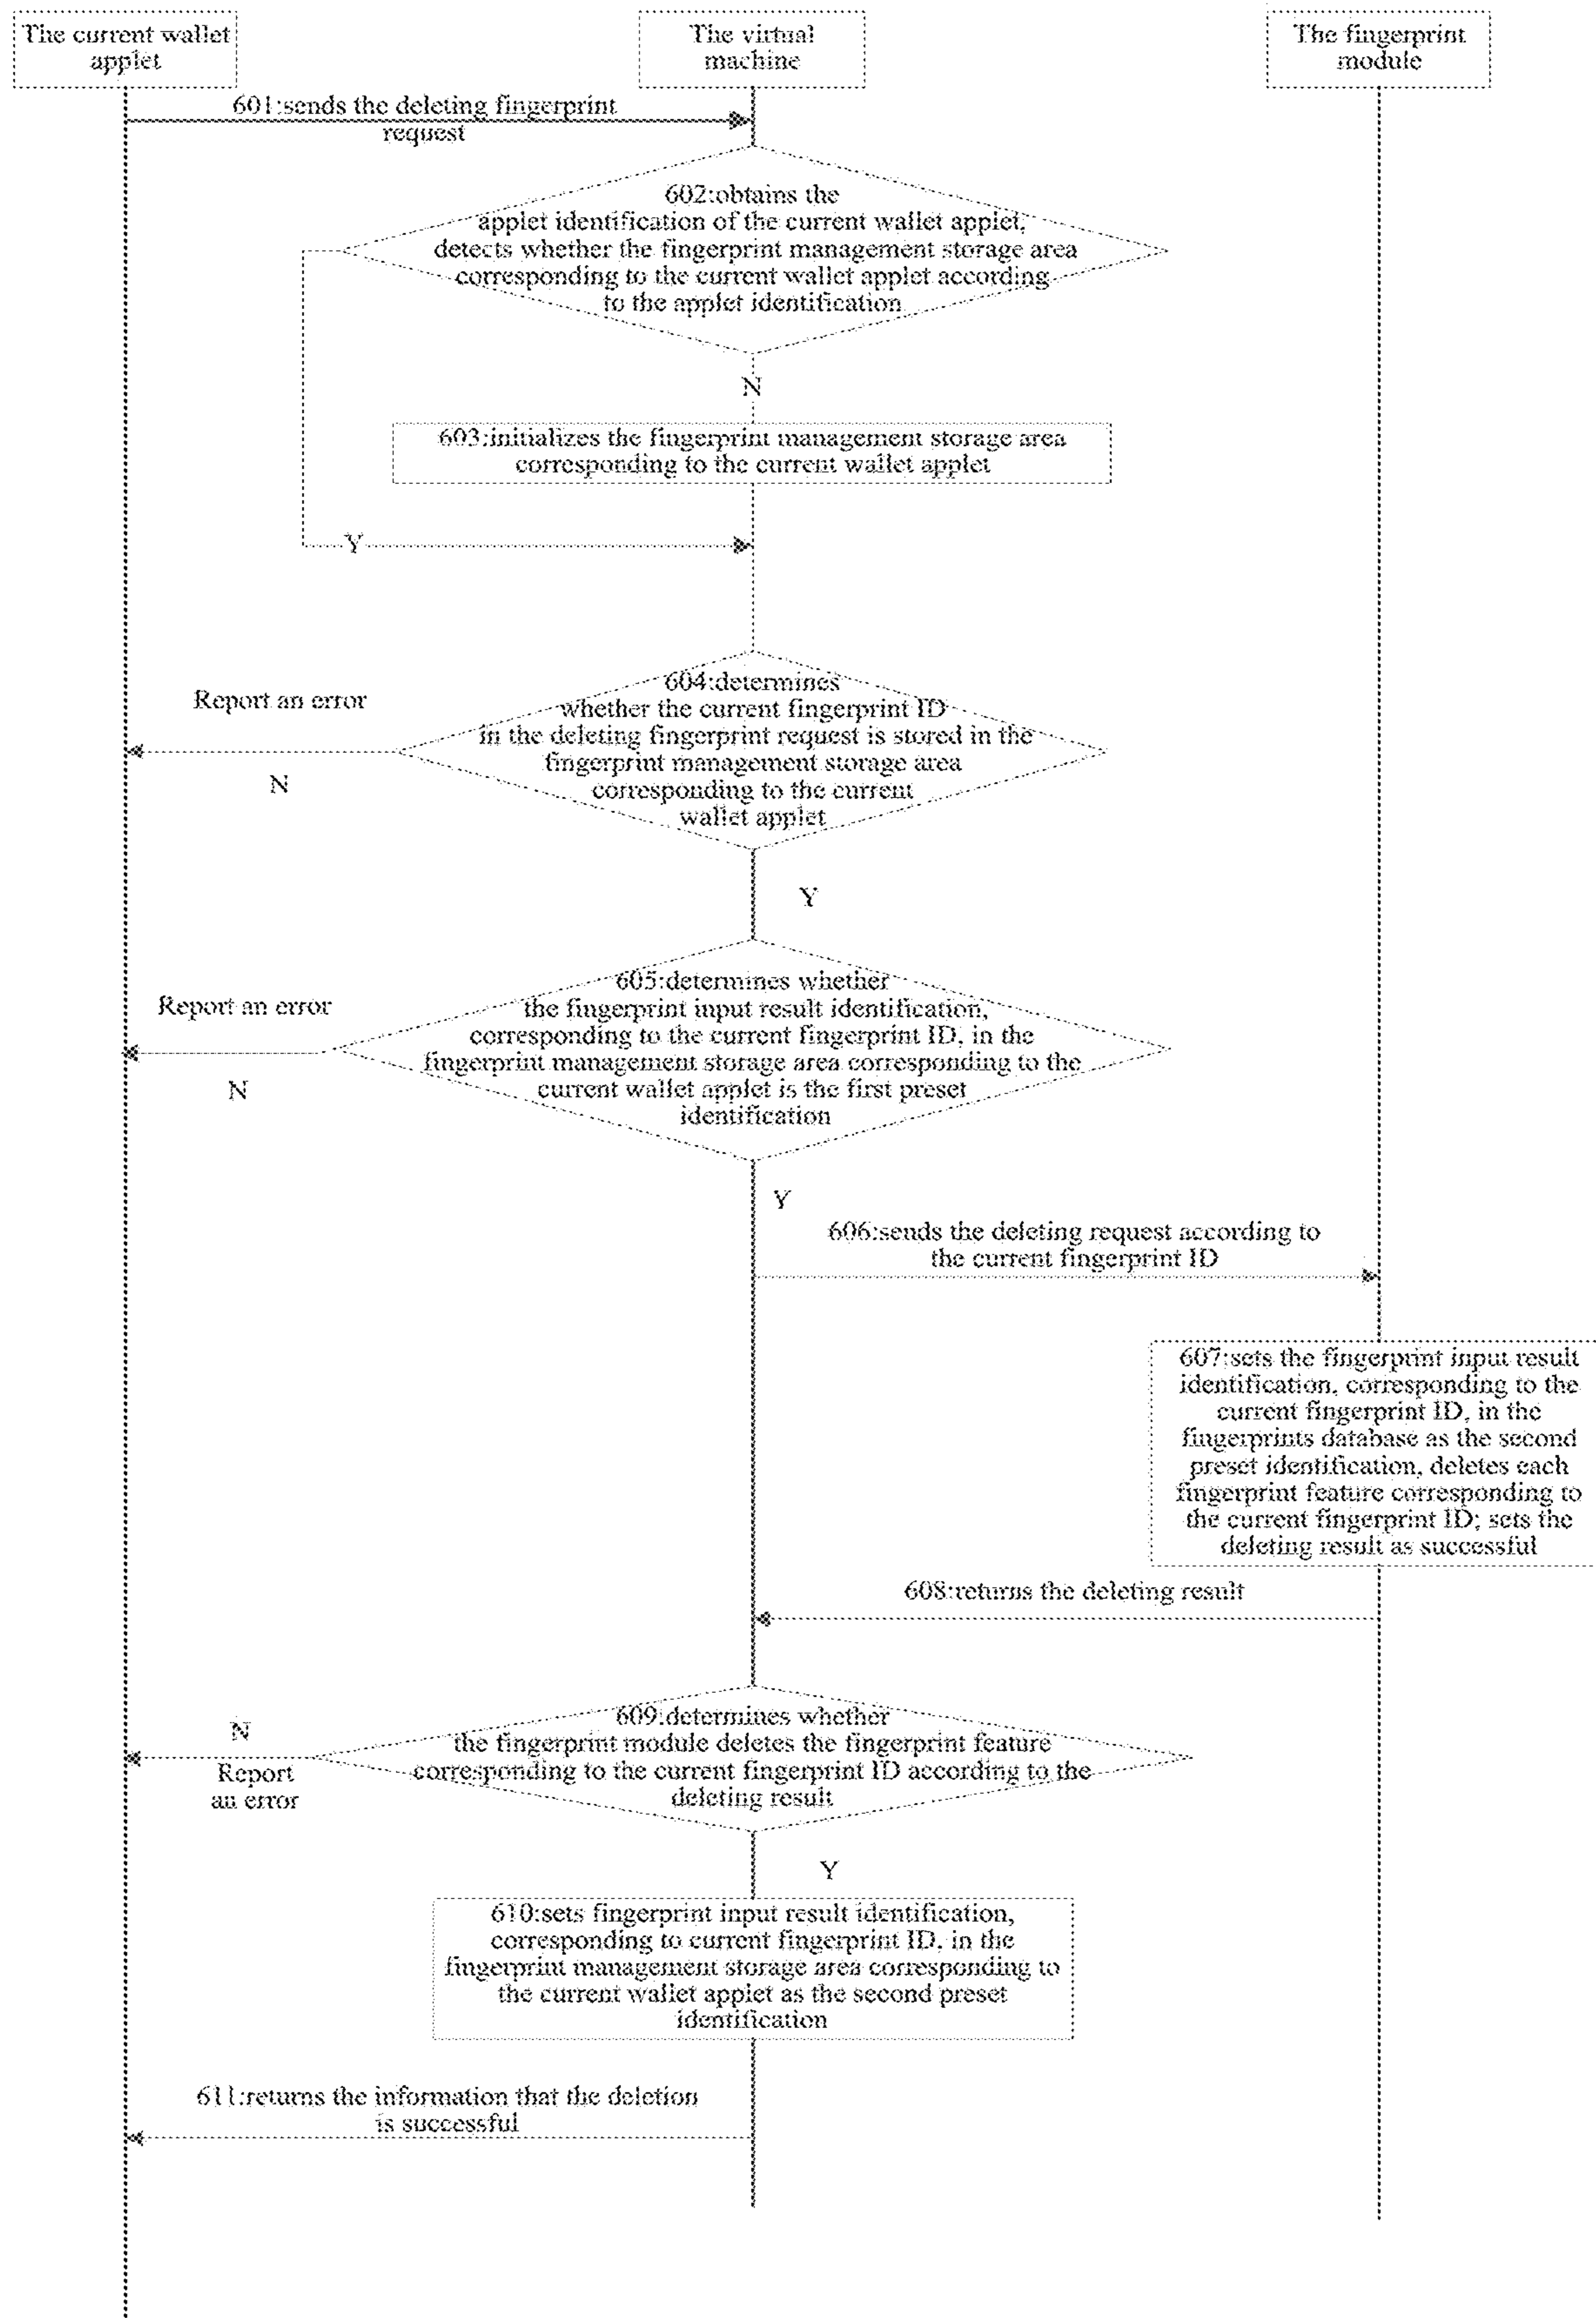 The current wallet
applet
The virtual
machine
The fingerprint
module
601:sends the deleting fingerprint
request
602:obtains the
applet identification of the current wallet applet,
detects whether the fingerprint management storage area
corresponding to the current wallet applet according
to the applet identification
N
603:initializes the fingerprint management storage area
corresponding to the current wallet applet
Y
604:determines
whether the current fingerprint ID
in the deleting fingerprint request is stored in the
fingerprint management storage area
corresponding to the current
wallet applet
Report an error
N
Y
605:determines whether
the fingerprint input result identification,
corresponding to the current fingerprint ID, in the
fingerprint management storage area corresponding to the
current wallet applet is the first preset
identification
Report an error
N
Y
606:sends the deleting request according to
the current fingerprint ID
607:sets the fingerprint input result
identification, corresponding to the
current fingerprint ID, in the
fingerprints database as the second
preset identification, deletes each
fingerprint feature corresponding to
the current fingerprint ID; sets the
deleting result as successful
608:returns the deleting result
609:determines whether
the fingerprint module deletes the fingerprint feature
corresponding to the current fingerprint ID according to the
deleting result
N
Report
an error
Y
610:sets fingerprint input result identification,
corresponding to current fingerprint ID, in the
fingerprint management storage area corresponding to
the current wallet applet as the second preset
identification
611:returns the information that the deletion
is successful